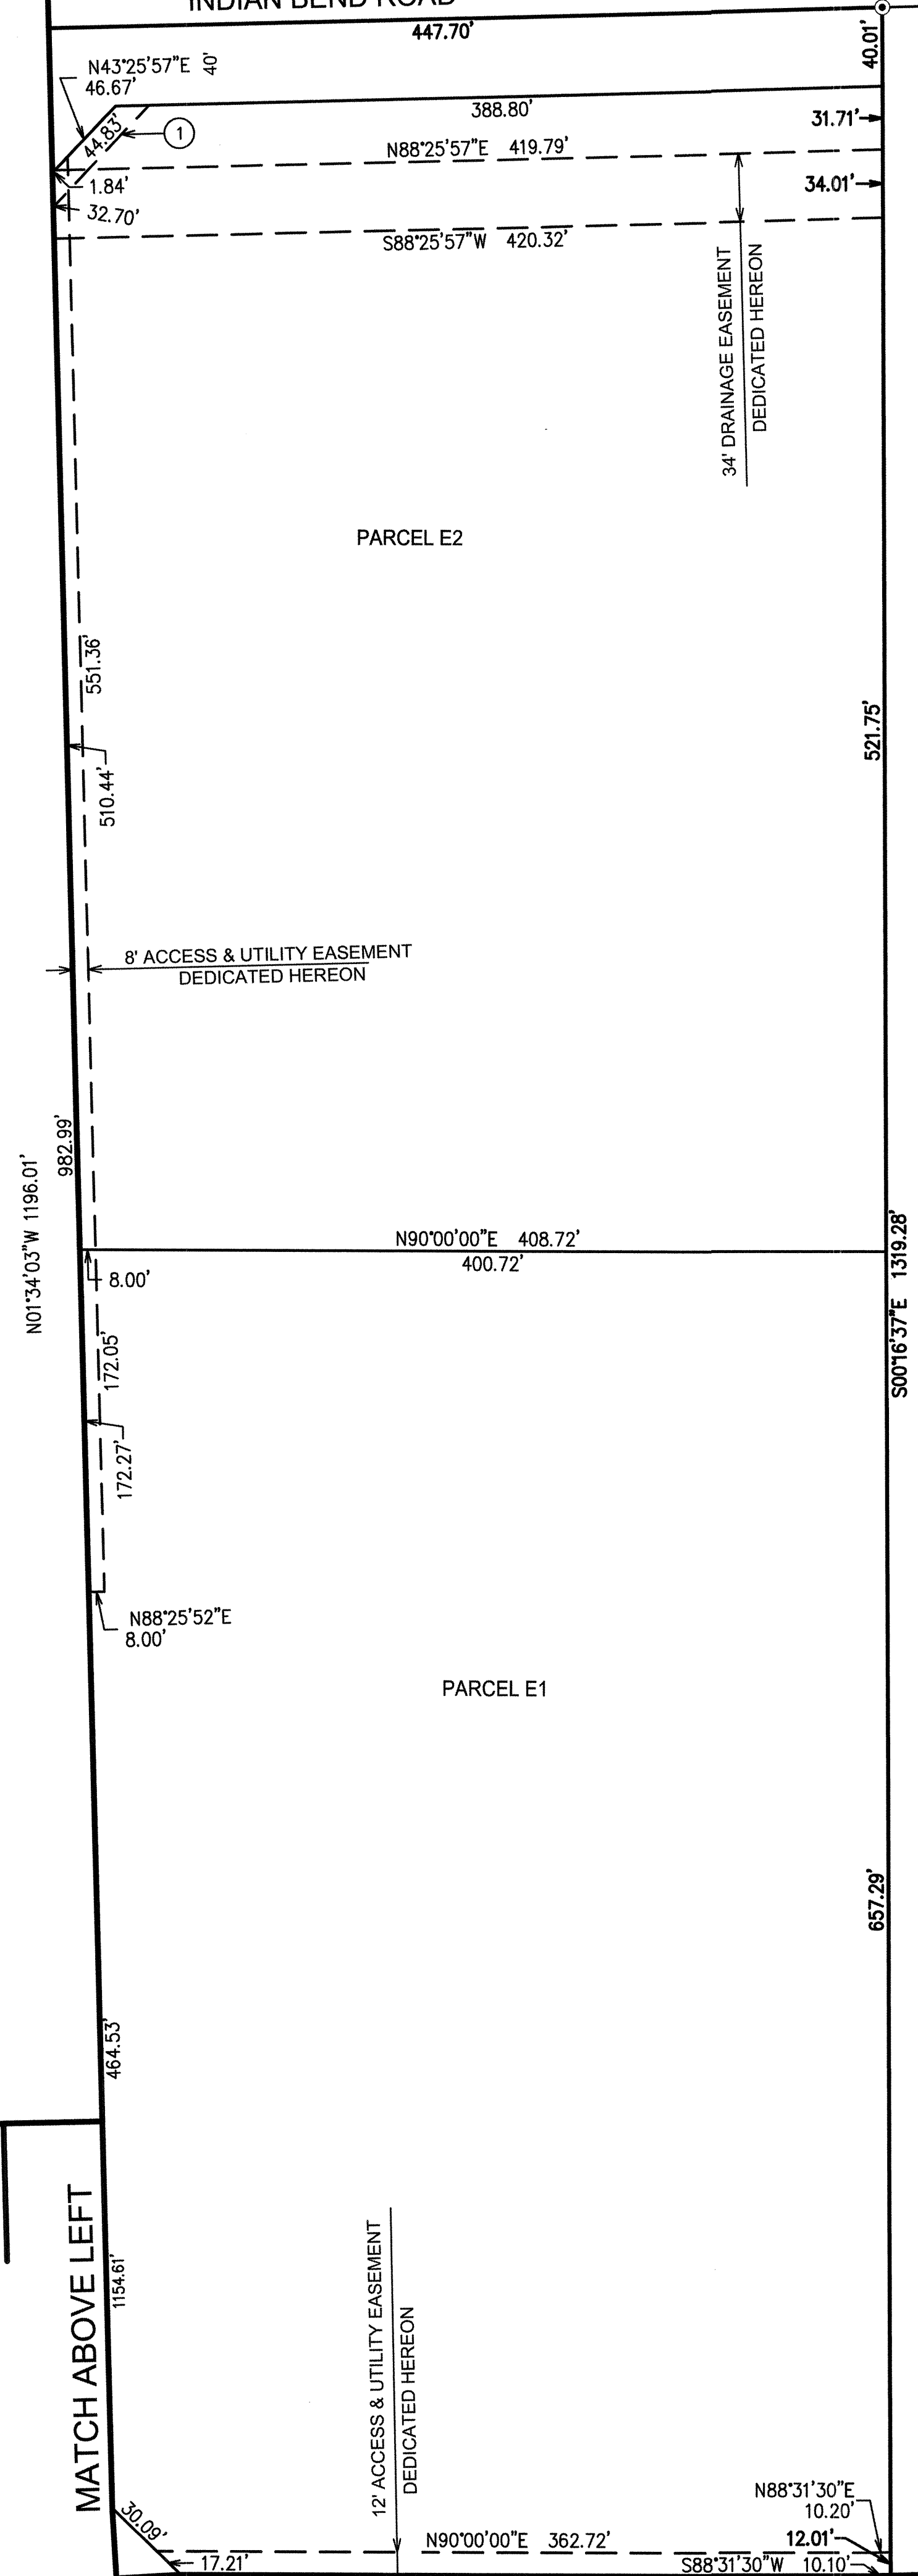 INDIAN BEND ROAD
447.70'
40.01'
N43°25'57"E
46.67'
40'
388.80'
31.71'
44.83'
1
N88°25'57"E 419.79'
34.01'
1.84'
32.70'
S88°25'57"W 420.32'
34' DRAINAGE EASEMENT
DEDICATED HEREON
PARCEL E2
551.36'
521.75'
510.44'
8' ACCESS & UTILITY EASEMENT
DEDICATED HEREON
982.99'
N01°34'03"W 1196.01'
N90°00'00"E 408.72'
400.72'
S00°16'37"E 1319.28'
8.00'
172.05'
172.27'
N88°25'52"E
8.00'
PARCEL E1
657.29'
464.53'
MATCH ABOVE LEFT
1154.61'
12' ACCESS & UTILITY EASEMENT
DEDICATED HEREON
30.09'
N88°31'30"E
10.20'
N90°00'00"E 362.72'
12.01'
17.21'
S88°31'30"W 10.10'